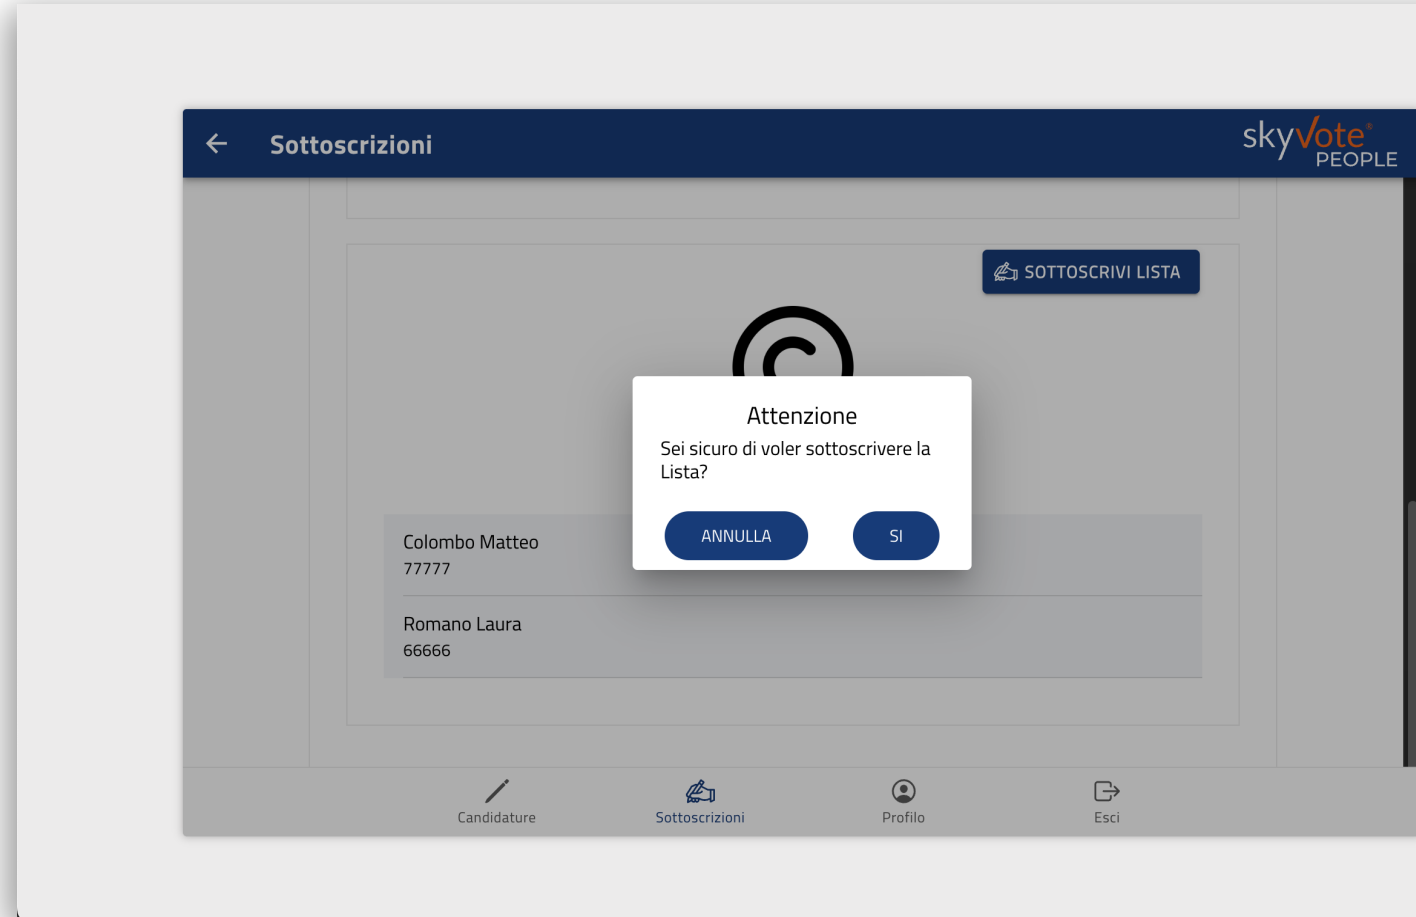 Sottoscrizioni
skyVote®
PEOPLE
SOTTOSCRIVI LISTA
Attenzione
Sei sicuro di voler sottoscrivere la
Lista?
ANNULLA
SI
Colombo Matteo
77777
Romano Laura
66666
Candidature
Sottoscrizioni
Profilo
Esci